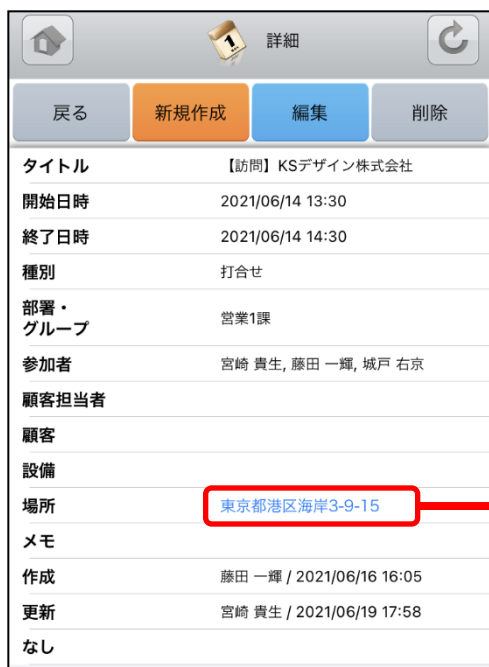 1
詳細
戻る 新規作成 編集 削除
タイトル 【訪問】KSデザイン株式会社
開始日時 2021/06/14 13:30
終了日時 2021/06/14 14:30
種別 打合せ
部署・
グループ 営業1課
参加者 宮崎 貴生, 藤田 一輝, 城戸 右京
顧客担当者
顧客
設備
場所 東京都港区海岸3-9-15
メモ
作成 藤田 一輝 / 2021/06/16 16:05
更新 宮崎 貴生 / 2021/06/19 17:58
なし